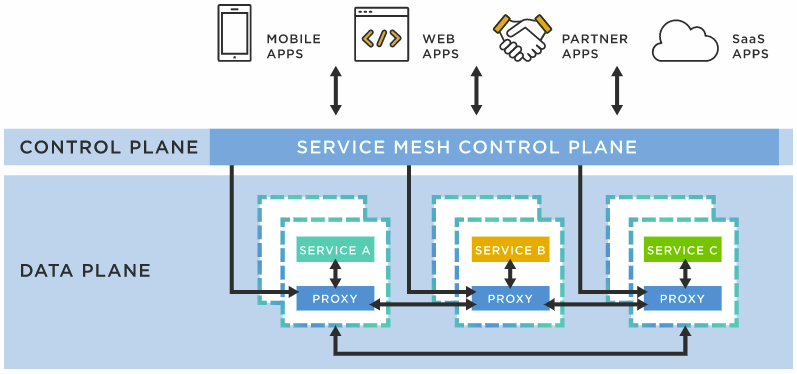 MOBILE
APPS
</>
WEB
APPS
PARTNER
APPS
SaaS
APPS
CONTROL PLANE
SERVICE MESH CONTROL PLANE
DATA PLANE
SERVICE A
PROXY
SERVICE B
PROXY
SERVICE C
PROXY